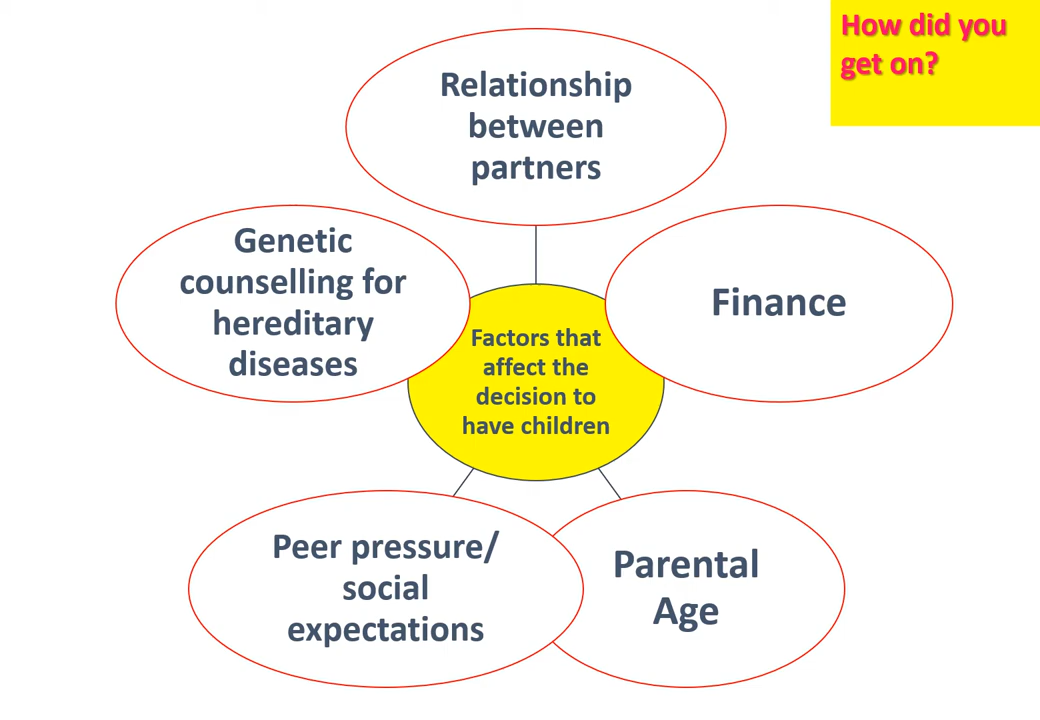 How did you
get on?
Relationship
between
partners
Genetic
counselling for
hereditary
diseases
Finance
Factors that
affect the
decision to
have children
Peer pressure/
social
expectations
Parental
Age